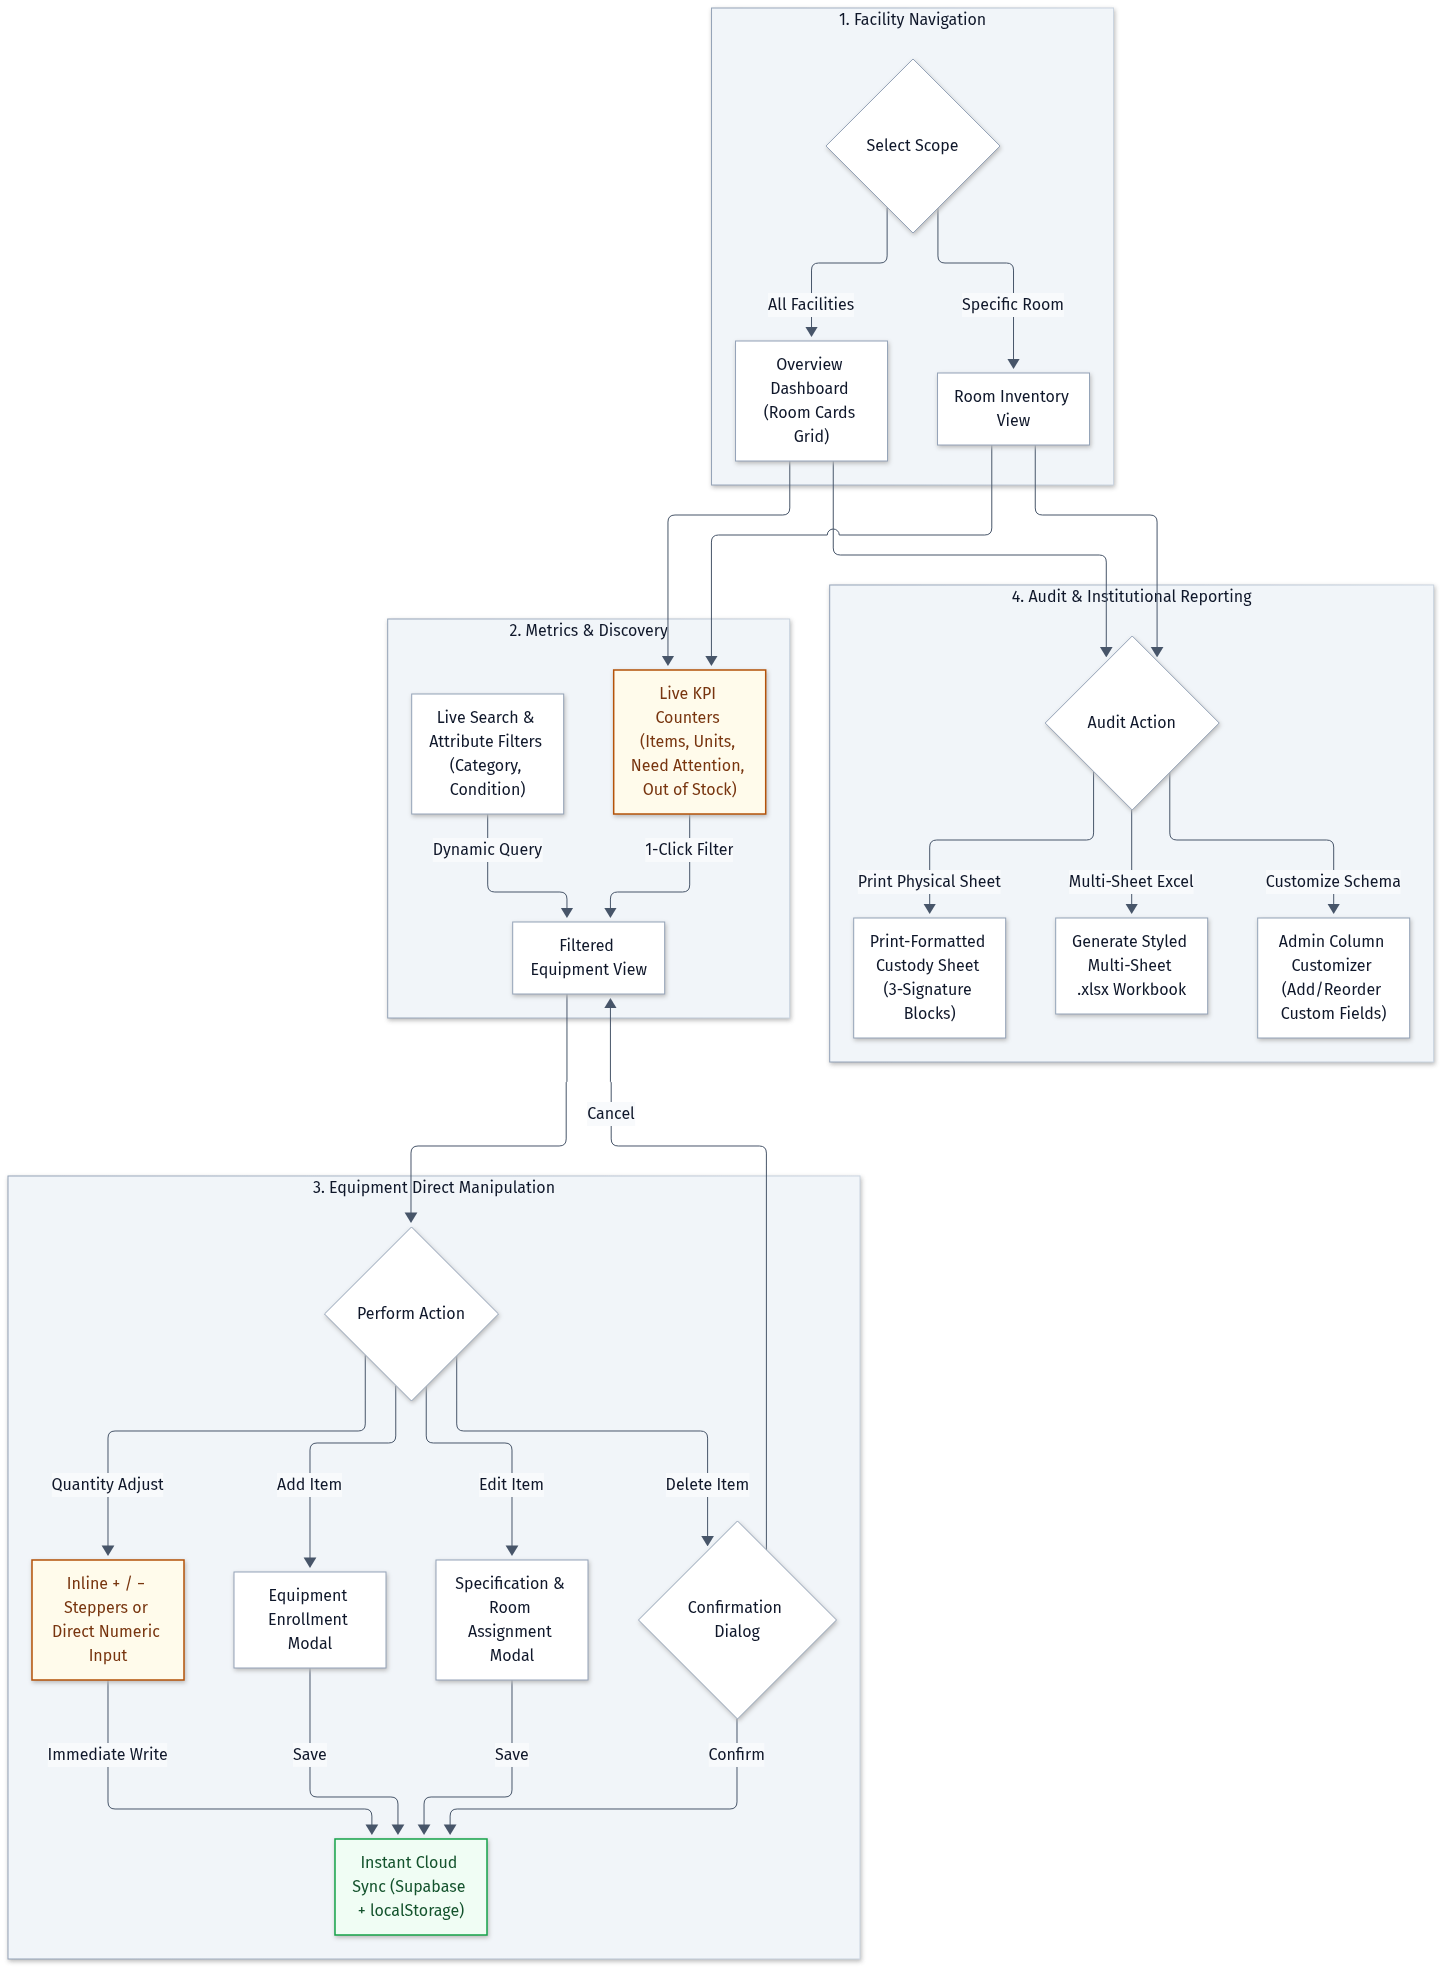 1. Facility Navigation
Select Scope
All Facilities
Specific Room
Overview
Dashboard
(Room Cards
Grid)
Room Inventory
View
2. Metrics & Discovery
Live Search &
Attribute Filters
(Category,
Condition)
Live KPI
Counters
(Items, Units,
Need Attention,
Out of Stock)
Dynamic Query
1-Click Filter
Filtered
Equipment View
4. Audit & Institutional Reporting
Audit Action
Print Physical Sheet
Multi-Sheet Excel
Customize Schema
Print-Formatted
Custody Sheet
(3-Signature
Blocks)
Generate Styled
Multi-Sheet
.xlsx Workbook
Admin Column
Customizer
(Add/Reorder
Custom Fields)
Cancel
3. Equipment Direct Manipulation
Perform Action
Quantity Adjust
Add Item
Edit Item
Delete Item
Inline + / −
Steppers or
Direct Numeric
Input
Equipment
Enrollment
Modal
Specification &
Room
Assignment
Modal
Confirmation
Dialog
Immediate Write
Save
Save
Confirm
Instant Cloud
Sync (Supabase
+ localStorage)